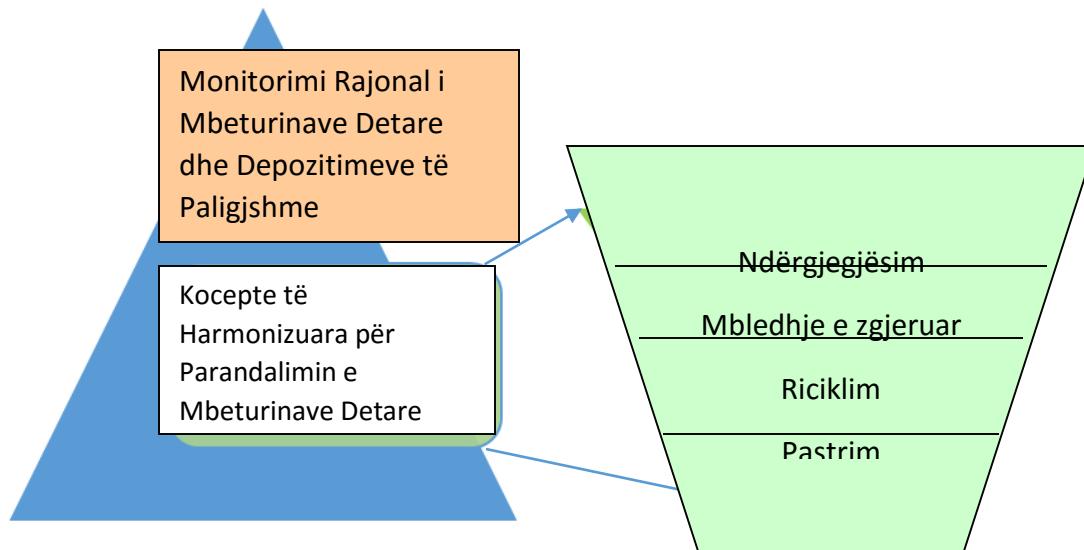 Monitorimi Rajonal i
Mbeturinave Detare
dhe Depozitimeve të
Paligjshme
Kocepte të
Harmonizuara për
Parandalimin e
Mbeturinave Detare
Ndërgjegjësim
Mbledhje e zgjeruar
Riciklim
Pastrim